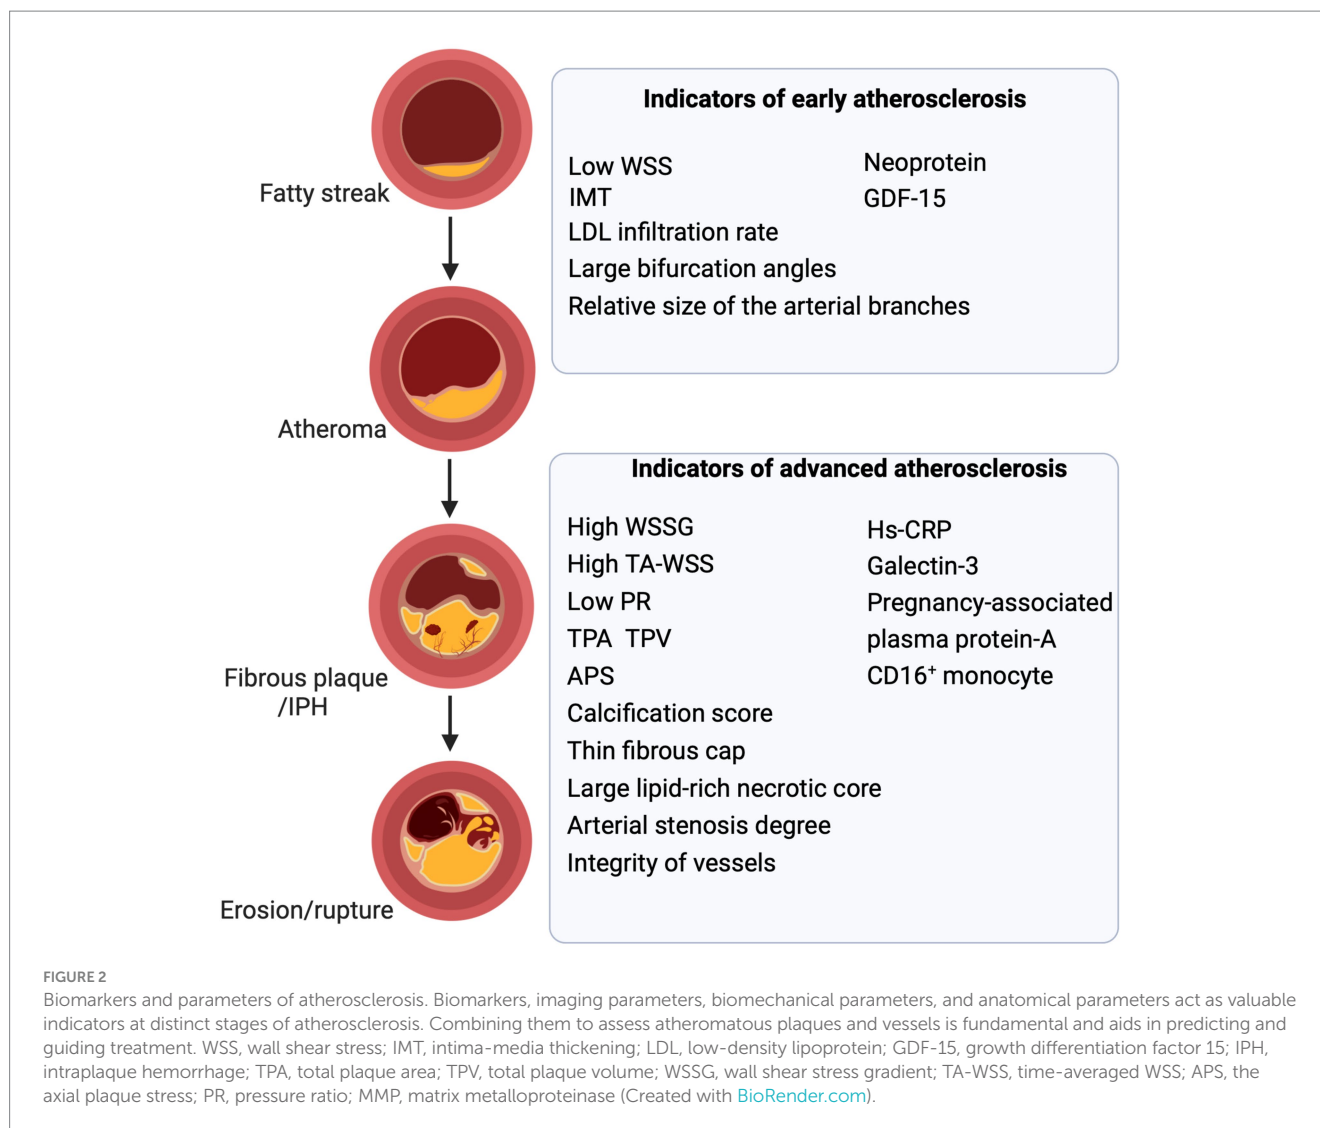 Fatty streak
Atheroma
Fibrous plaque
/IPH
Erosion/rupture
Indicators of early atherosclerosis
Low WSS
IMT
LDL infiltration rate
Large bifurcation angles
Relative size of the arterial branches
Neoprotein
GDF-15
Indicators of advanced atherosclerosis
High WSSG
High TA-WSS
Low PR
TPA TPV
APS
Calcification score
Thin fibrous cap
Large lipid-rich necrotic core
Arterial stenosis degree
Integrity of vessels
Hs-CRP
Galectin-3
Pregnancy-associated
plasma protein-A
CD16⁺ monocyte
FIGURE 2
Biomarkers and parameters of atherosclerosis. Biomarkers, imaging parameters, biomechanical parameters, and anatomical parameters act as valuable
indicators at distinct stages of atherosclerosis. Combining them to assess atheromatous plaques and vessels is fundamental and aids in predicting and
guiding treatment. WSS, wall shear stress; IMT, intima-media thickening; LDL, low-density lipoprotein; GDF-15, growth differentiation factor 15; IPH,
intraplaque hemorrhage; TPA, total plaque area; TPV, total plaque volume; WSSG, wall shear stress gradient; TA-WSS, time-averaged WSS; APS, the
axial plaque stress; PR, pressure ratio; MMP, matrix metalloproteinase (Created with BioRender.com).